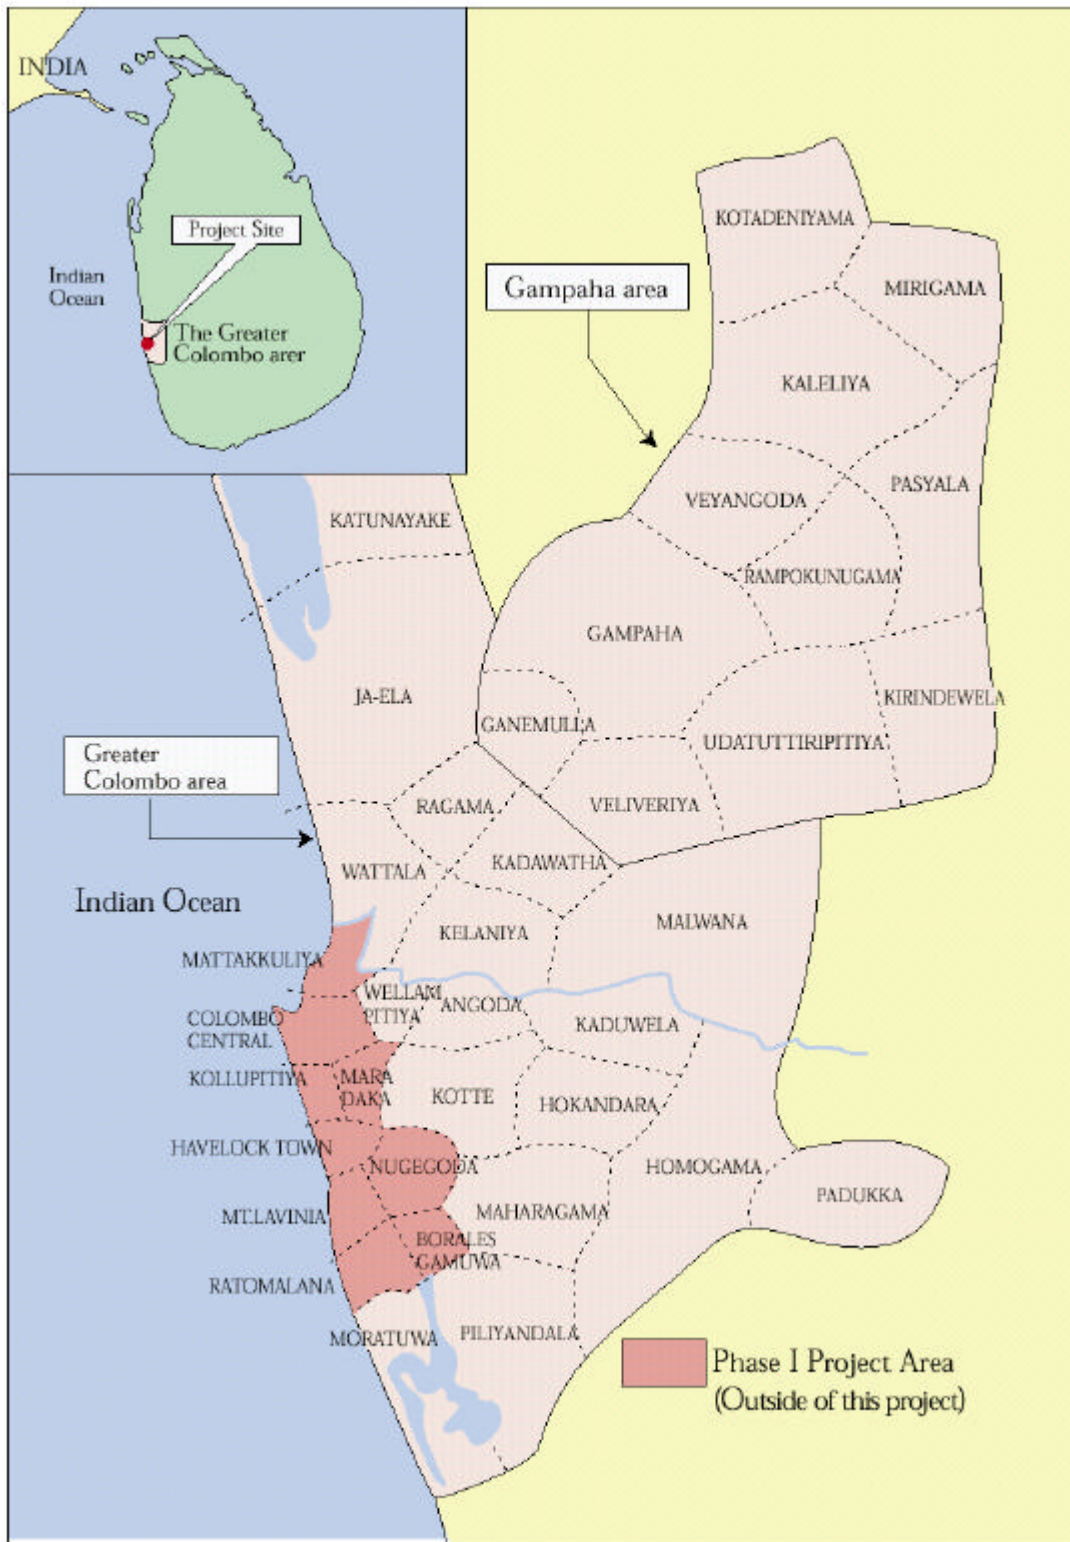 INDIA
Project Site
Indian
Ocean
The Greater
Colombo arer
Gampaha area
KOTADENIYAMA
MIRIGAMA
KALELIYA
PASYALA
VEYANGODA
KATUNAYAKE
RAMPOKUNUGAMA
GAMPAHA
JA-ELA
KIRINDEWELA
GANEMULLA
UDATUTTIRIPITIYA
Greater
Colombo area
RAGAMA
VELIVERIYA
WATTALA
KADAWATHA
Indian Ocean
MALWANA
KELANIYA
MATTAKKULIYA
WELLAM
PITIYA
ANGODA
COLOMBO
CENTRAL
KADUWELA
KOLLUPITIYA
MARA
DAKA
KOTTE
HOKANDARA
HAVELOCK TOWN
NUGEGODA
HOMOGAMA
PADUKKA
MT.LAVINIA
MAHARAGAMA
BORALES
GAMUWA
RATOMALANA
MORATUWA
PILIYANDALA
Phase I Project Area
(Outside of this project)